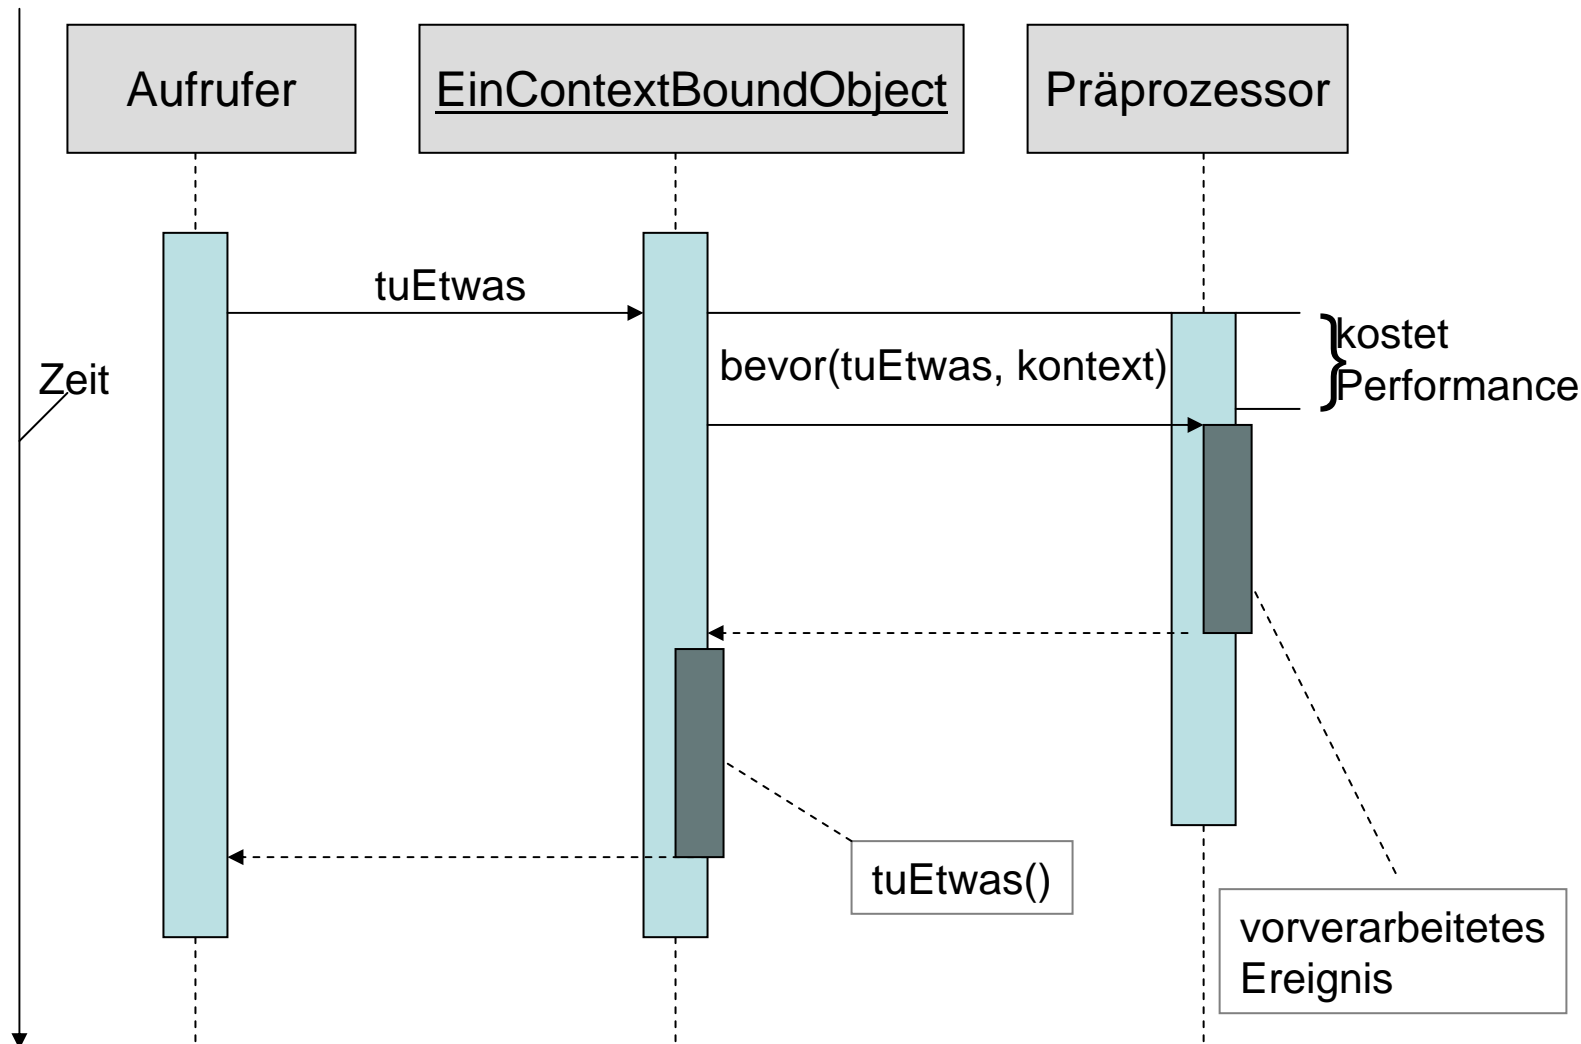 Aufrufer
EinContextBoundObject
Präprozessor
tuEtwas
kostet
Performance
bevor(tuEtwas, kontext)
Zeit
tuEtwas()
vorverarbeitetes
Ereignis